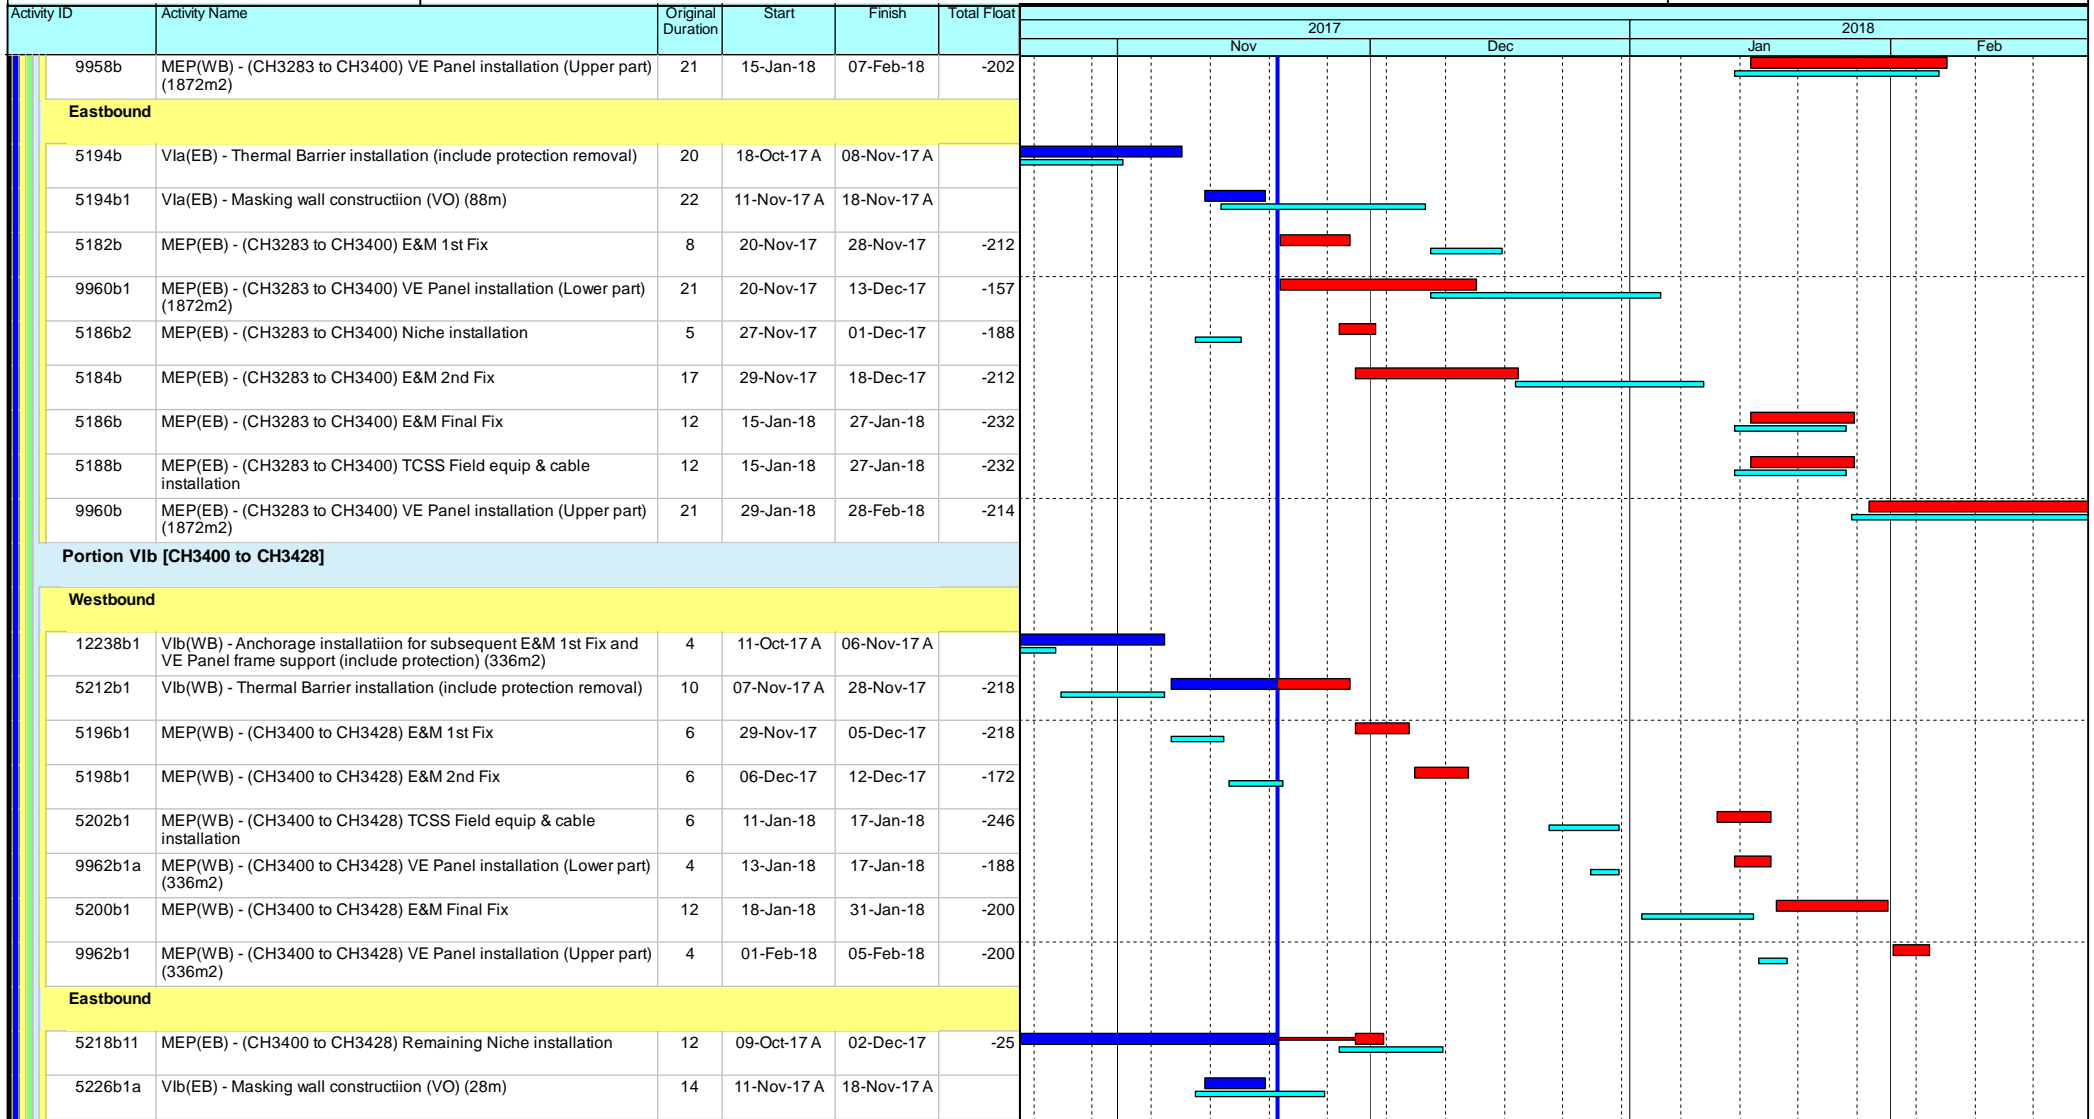 Activity ID Activity Name Original Start Finish Total Float
Duration
2017 2018
Nov Dec Jan Feb
9958b MEP(WB) - (CH3283 to CH3400) VE Panel installation (Upper part) 21 15-Jan-18 07-Feb-18 -202
(1872m2)
Eastbound
5194b VIa(EB) - Thermal Barrier installation (include protection removal) 20 18-Oct-17 A 08-Nov-17 A
5194b1 VIa(EB) - Masking wall constructiion (VO) (88m) 22 11-Nov-17 A 18-Nov-17 A
5182b MEP(EB) - (CH3283 to CH3400) E&M 1st Fix 8 20-Nov-17 28-Nov-17 -212
9960b1 MEP(EB) - (CH3283 to CH3400) VE Panel installation (Lower part) 21 20-Nov-17 13-Dec-17 -157
(1872m2)
5186b2 MEP(EB) - (CH3283 to CH3400) Niche installation 5 27-Nov-17 01-Dec-17 -188
5184b MEP(EB) - (CH3283 to CH3400) E&M 2nd Fix 17 29-Nov-17 18-Dec-17 -212
5186b MEP(EB) - (CH3283 to CH3400) E&M Final Fix 12 15-Jan-18 27-Jan-18 -232
5188b MEP(EB) - (CH3283 to CH3400) TCSS Field equip & cable 12 15-Jan-18 27-Jan-18 -232
installation
9960b MEP(EB) - (CH3283 to CH3400) VE Panel installation (Upper part) 21 29-Jan-18 28-Feb-18 -214
(1872m2)
Portion VIb [CH3400 to CH3428]
Westbound
12238b1 VIb(WB) - Anchorage installatiion for subsequent E&M 1st Fix and 4 11-Oct-17 A 06-Nov-17 A
VE Panel frame support (include protection) (336m2)
5212b1 VIb(WB) - Thermal Barrier installation (include protection removal) 10 07-Nov-17 A 28-Nov-17 -218
5196b1 MEP(WB) - (CH3400 to CH3428) E&M 1st Fix 6 29-Nov-17 05-Dec-17 -218
5198b1 MEP(WB) - (CH3400 to CH3428) E&M 2nd Fix 6 06-Dec-17 12-Dec-17 -172
5202b1 MEP(WB) - (CH3400 to CH3428) TCSS Field equip & cable 6 11-Jan-18 17-Jan-18 -246
installation
9962b1a MEP(WB) - (CH3400 to CH3428) VE Panel installation (Lower part) 4 13-Jan-18 17-Jan-18 -188
(336m2)
5200b1 MEP(WB) - (CH3400 to CH3428) E&M Final Fix 12 18-Jan-18 31-Jan-18 -200
9962b1 MEP(WB) - (CH3400 to CH3428) VE Panel installation (Upper part) 4 01-Feb-18 05-Feb-18 -200
(336m2)
Eastbound
5218b11 MEP(EB) - (CH3400 to CH3428) Remaining Niche installation 12 09-Oct-17 A 02-Dec-17 -25
5226b1a VIb(EB) - Masking wall constructiion (VO) (28m) 14 11-Nov-17 A 18-Nov-17 A